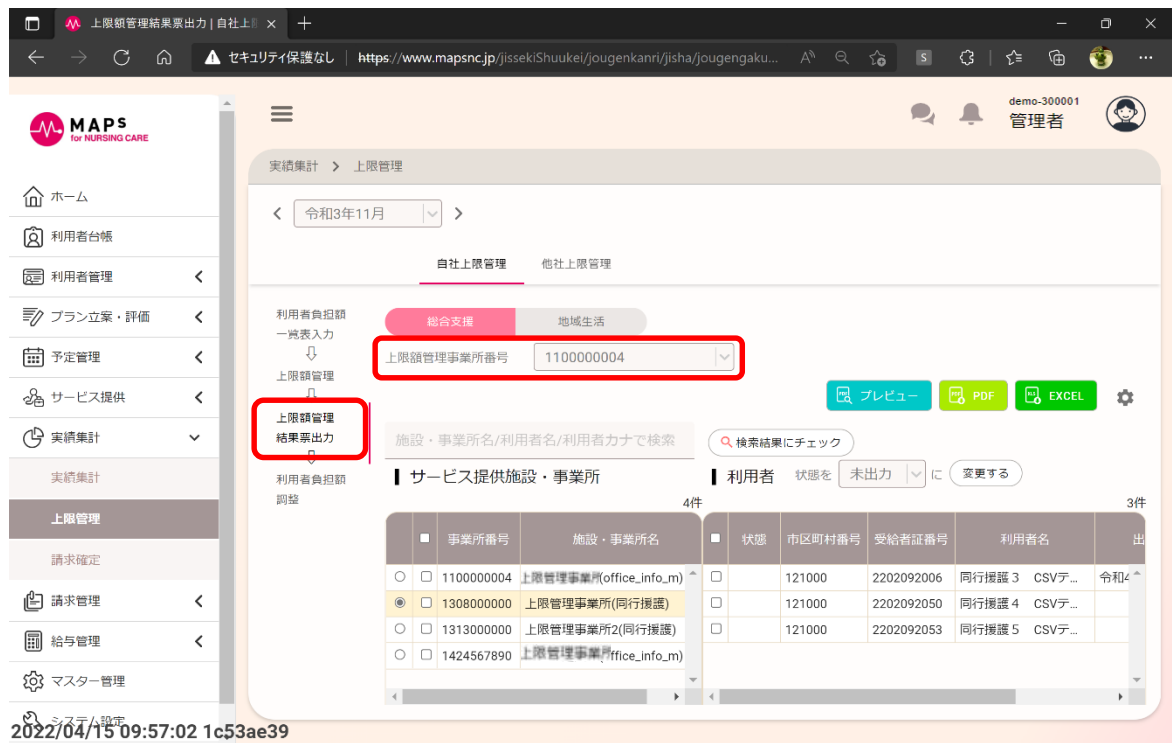 上限額管理結果票出力 | 自社上
セキュリティ保護なし | https://www.mapsnc.jp/jissekiShuukei/jougenkanri/jisha/jougengaku...
MAPS
for NURSING CARE
demo-300001
管理者
実績集計 > 上限管理
ホーム
利用者台帳
利用者管理
プラン立案・評価
予定管理
サービス提供
実績集計
実績集計
上限管理
請求確定
請求管理
給与管理
マスター管理
システム設定
令和3年11月
自社上限管理 他社上限管理
利用者負担額
一覧表入力
上限額管理
上限額管理
結果票出力
利用者負担額
調整
総合支援 地域生活
上限額管理事業所番号 1100000004
プレビュー PDF EXCEL
施設・事業所名/利用者名/利用者カナで検索 検索結果にチェック
サービス提供施設・事業所
4件
利用者 状態を 未出力 に 変更する
3件
事業所番号 施設・事業所名
1100000004 (office_info_m)
1308000000 上限管理事業所(同行援護)
1313000000 上限管理事業所2(同行援護)
1424567890 ffice_info_m)
状態 市区町村番号 受給者証番号 利用者名 出
121000 2202092006 同行援護３ CSVテ... 令和4
121000 2202092050 同行援護４ CSVテ...
121000 2202092053 同行援護５ CSVテ...
2022/04/15 09:57:02 1c53ae39